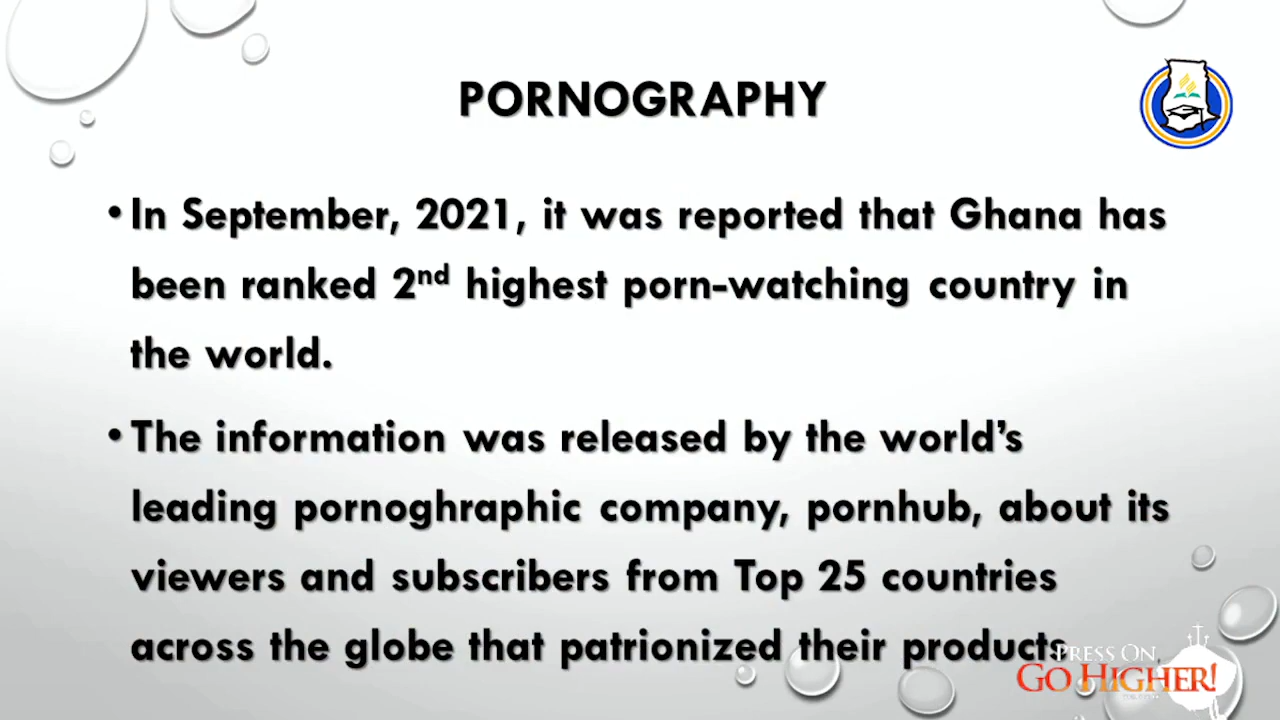 PORNOGRAPHY
• In September, 2021, it was reported that Ghana has
been ranked 2nd highest porn-watching country in
the world.
• The information was released by the world’s
leading pornoghraphic company, pornhub, about its
viewers and subscribers from Top 25 countries
across the globe that patrionized their products
PRESS ON,
GO HIGHER!